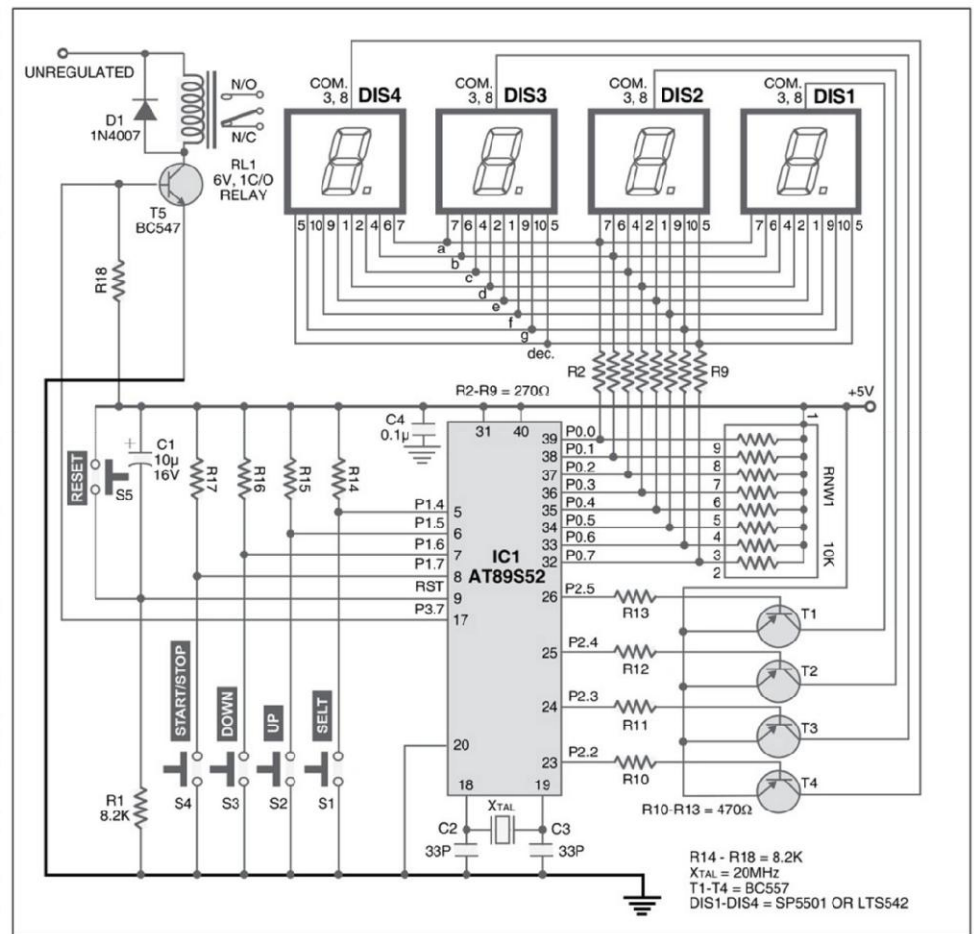 UNREGULATED
D1
1N4007
N/O
N/C
RL1
6V, 1C/O
RELAY
T5
BC547
R18
COM.
3, 8
DIS4
COM.
3, 8
DIS3
COM.
3, 8
DIS2
COM.
3, 8
DIS1
5 10 9 1 2 4 6 7
7 6 4 2 1 9 10 5
7 6 4 2 1 9 10 5
7 6 4 2 1 9 10 5
a
b
c
d
e
f
g
dec.
R2
R9
R2-R9 = 270Ω
+5V
RESET
S5
+
C1
10µ
16V
R17
R16
R15
R14
C4
0.1µ
31
40
P1.4
5
P1.5
6
P1.6
7
P1.7
8
RST
9
P3.7
17
IC1
AT89S52
39
P0.0
38
P0.1
37
P0.2
36
P0.3
35
P0.4
34
P0.5
33
P0.6
32
P0.7
1
9
8
7
6
5
4
3
2
RNW1
10K
26
P2.5
R13
T1
25
P2.4
R12
T2
24
P2.3
R11
T3
23
P2.2
R10
T4
R10-R13 = 470Ω
START/STOP
DOWN
UP
SELT
S4
S3
S2
S1
R1
8.2K
20
18
19
XTAL
C2
33P
C3
33P
R14 - R18 = 8.2K
XTAL = 20MHz
T1-T4 = BC557
DIS1-DIS4 = SP5501 OR LTS542